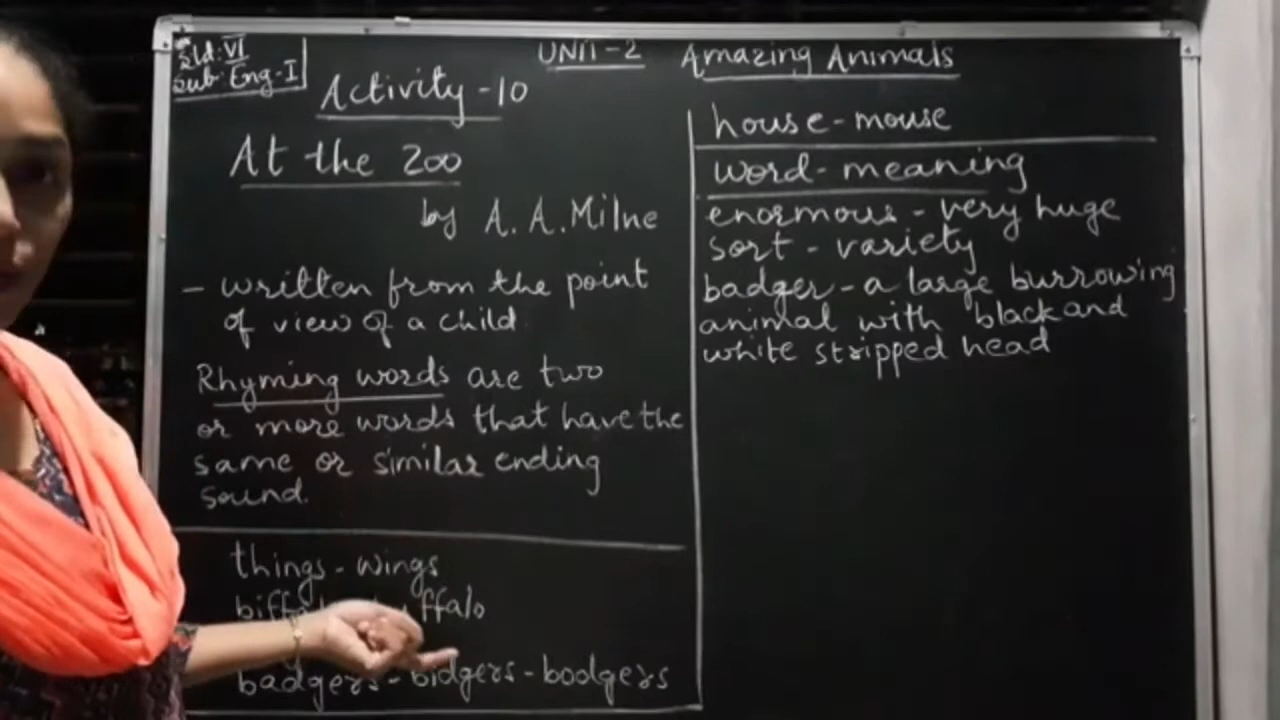 Std: VI
Sub: Eng-I
UNIT-2 Amazing Animals
Activity-10
At the Zoo
by A. A. Milne
- written from the point
of view of a child
Rhyming words are two
or more words that have the
same or similar ending
sound.
things - wings
badgers - bidgers - bodgers
house - mouse
word - meaning
enormous - very huge
sort - variety
badger - a large burrowing
animal with black and
white stripped head